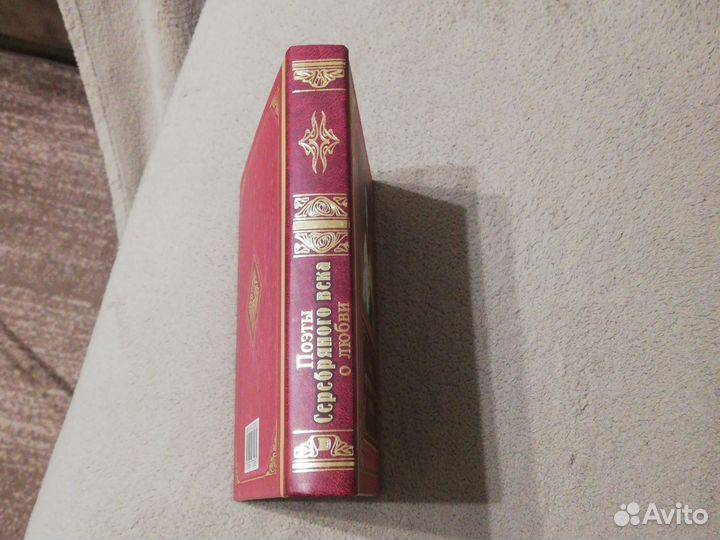 Поэты
Серебряного века
о любви
Avito